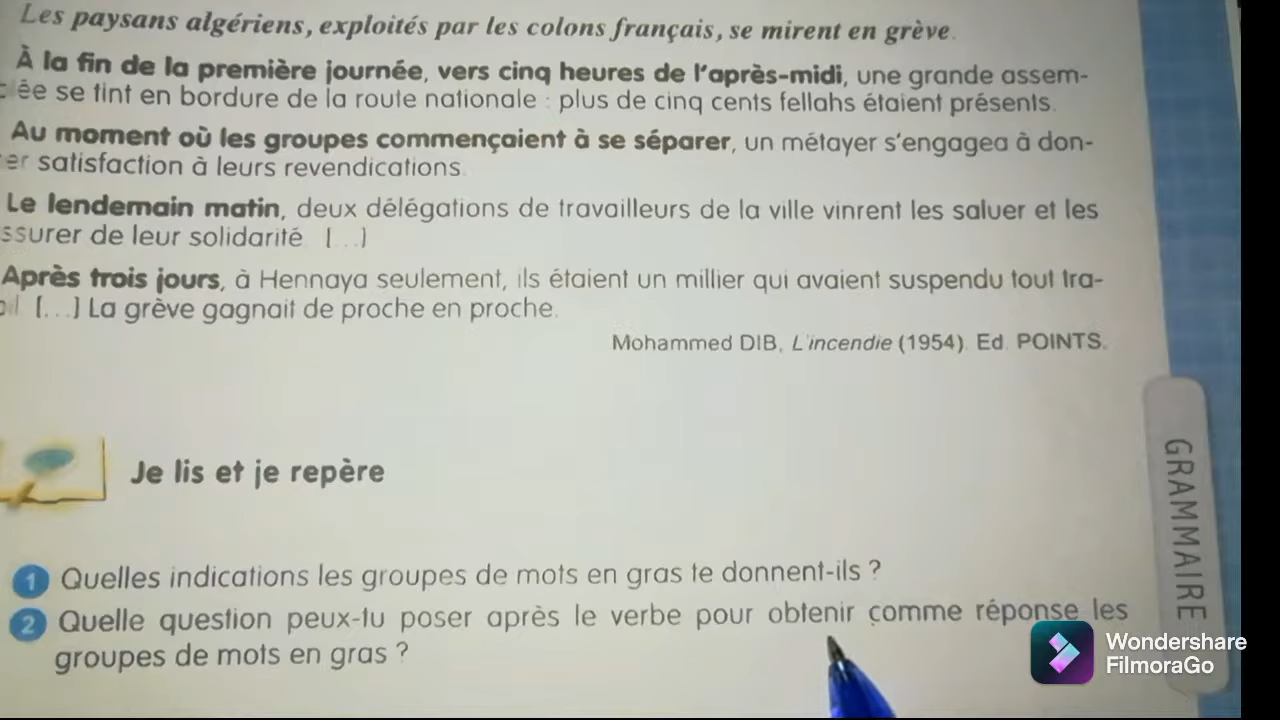 Les paysans algériens, exploités par les colons français, se mirent en grève.
À la fin de la première journée, vers cinq heures de l'après-midi, une grande assem-
ée se tint en bordure de la route nationale : plus de cinq cents fellahs étaient présents.
Au moment où les groupes commençaient à se séparer, un métayer s'engagea à don-
er satisfaction à leurs revendications.
Le lendemain matin, deux délégations de travailleurs de la ville vinrent les saluer et les
ssurer de leur solidarité. [...]
Après trois jours, à Hennaya seulement, ils étaient un millier qui avaient suspendu tout tra-
il. [...] La grève gagnait de proche en proche.
Mohammed DIB, L'incendie (1954). Ed. POINTS.
Je lis et je repère
1 Quelles indications les groupes de mots en gras te donnent-ils ?
2 Quelle question peux-tu poser après le verbe pour obtenir comme réponse les
groupes de mots en gras ?
GRAMMAIRE
Wondershare
FilmoraGo